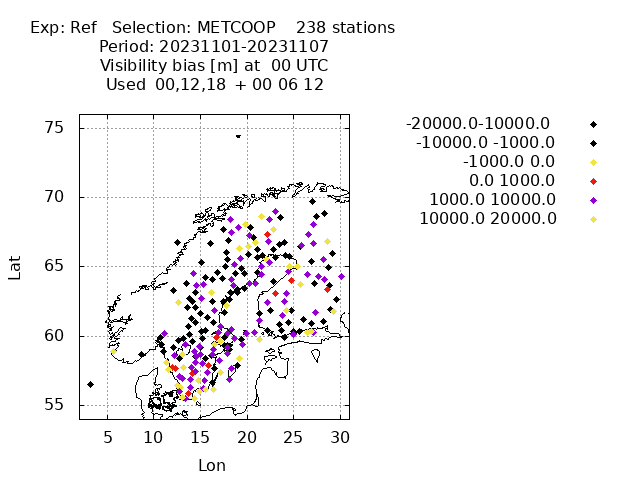 Exp: Ref   Selection: METCOOP    238 stations
Period: 20231101-20231107
Visibility bias [m] at  00 UTC
Used  00,12,18  + 00 06 12
-20000.0-10000.0
-10000.0 -1000.0
-1000.0 0.0
0.0 1000.0
1000.0 10000.0
10000.0 20000.0
75
70
65
60
55
Lat
5 10 15 20 25 30
Lon